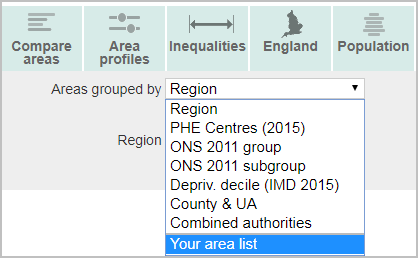 Compare areas
Area profiles
Inequalities
England
Population
Areas grouped by Region
Region
Region
PHE Centres (2015)
ONS 2011 group
ONS 2011 subgroup
Depriv. decile (IMD 2015)
County & UA
Combined authorities
Your area list